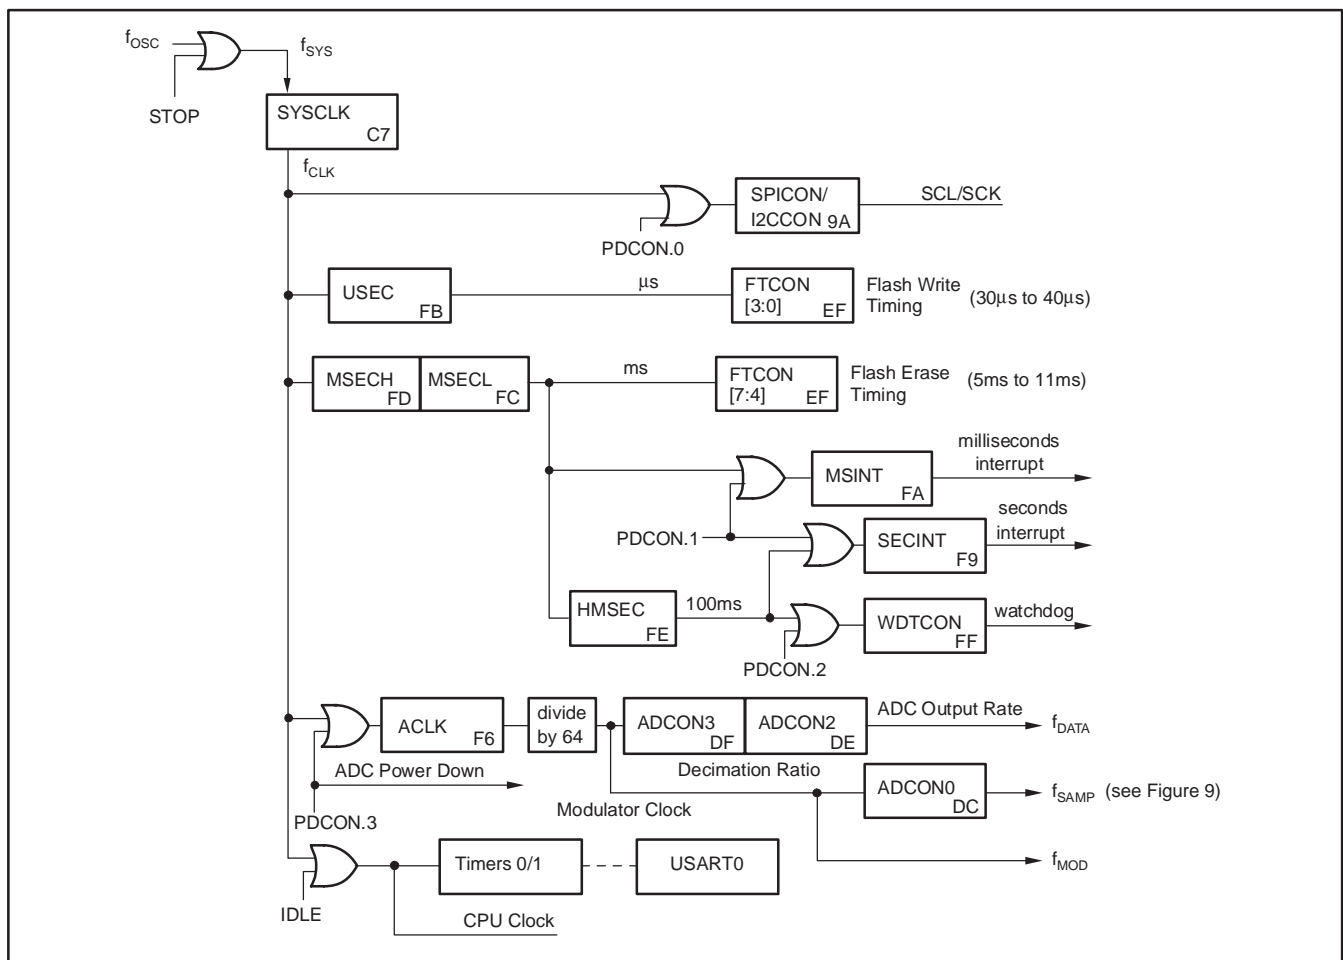 fOSC
fSYS
STOP
SYSCLK
C7
fCLK
SPICON/
I2CCON 9A
SCL/SCK
PDCON.0
USEC
FB
μs
FTCON
[3:0] EF
Flash Write
Timing
(30μs to 40μs)
MSECH
FD
MSECL
FC
ms
FTCON
[7:4] EF
Flash Erase
Timing
(5ms to 11ms)
milliseconds
interrupt
MSINT
FA
PDCON.1
seconds
interrupt
SECINT
F9
HMSEC
FE
100ms
WDTCON
FF
watchdog
PDCON.2
ACLK
F6
divide
by 64
ADCON3
DF
ADCON2
DE
ADC Output Rate
fDATA
ADC Power Down
Decimation Ratio
PDCON.3
Modulator Clock
ADCON0
DC
fSAMP (see Figure 9)
fMOD
Timers 0/1
USART0
IDLE
CPU Clock